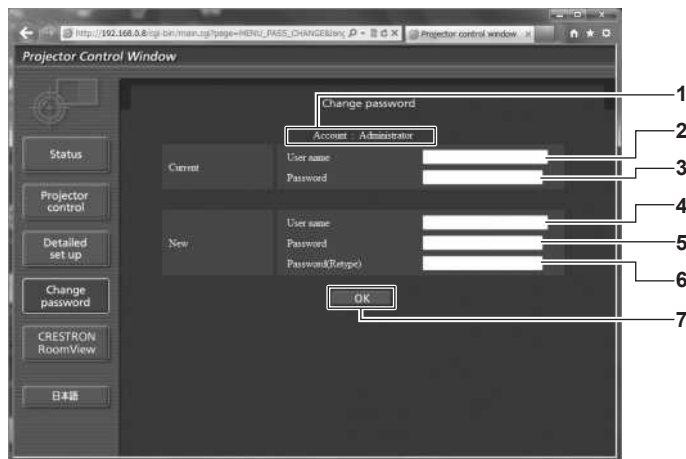 http://192.168.0.8/cgi-bin/main.cgi?page=MENU_PASS_CHANGE&lang
Projector control window
Projector Control Window
Change password
1
Account : Administrator
2
Status
Current
User name
Password
3
Projector
control
4
Detailed
set up
New
User name
Password
5
Password(Retype)
6
Change
password
OK
7
CRESTRON
RoomView
日本語